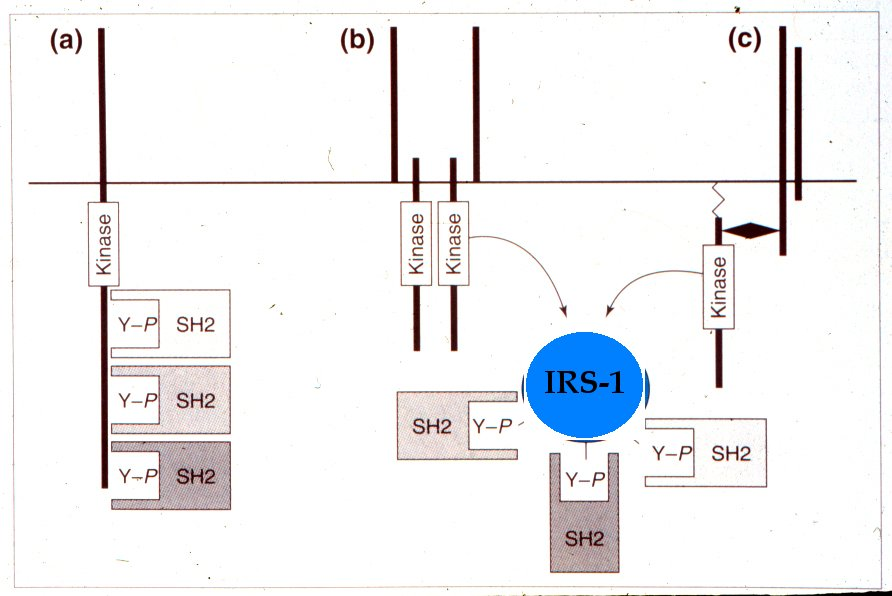 (a)
(b)
(c)
Kinase
Kinase
Kinase
Kinase
Y–P SH2
Y–P SH2
Y–P SH2
IRS-1
SH2 Y–P
Y–P SH2
Y–P
SH2